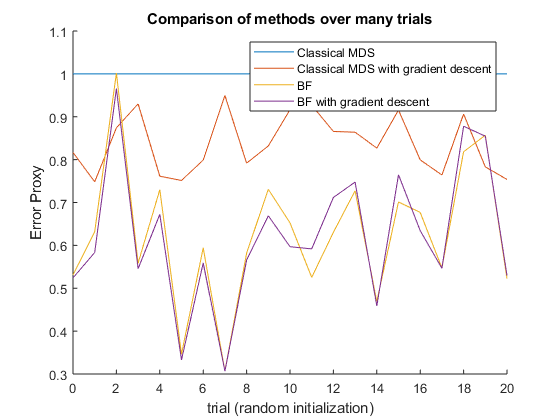 Comparison of methods over many trials
Classical MDS
Classical MDS with gradient descent
BF
BF with gradient descent
Error Proxy
1.1
1
0.9
0.8
0.7
0.6
0.5
0.4
0.3
0 2 4 6 8 10 12 14 16 18 20
trial (random initialization)